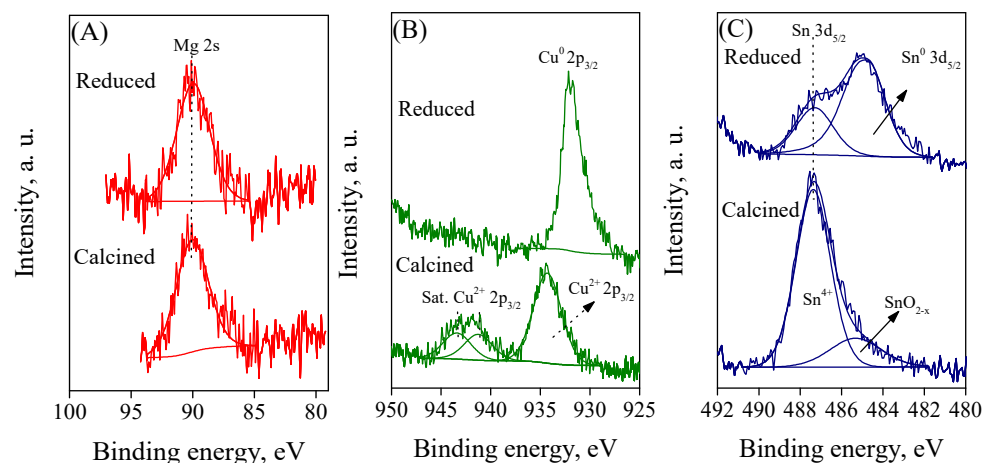 (A)
Mg 2s
Reduced
Calcined
Intensity, a. u.
100 95 90 85 80
Binding energy, eV
(B)
Cu⁰ 2p₃/₂
Reduced
Calcined
Sat. Cu²⁺ 2p₃/₂
Cu²⁺ 2p₃/₂
Intensity, a. u.
950 945 940 935 930 925
Binding energy, eV
(C)
Sn 3d₅/₂
Reduced
Sn⁰ 3d₅/₂
Calcined
Sn⁴⁺
SnO₂₋ₓ
Intensity, a. u.
492 490 488 486 484 482 480
Binding energy, eV